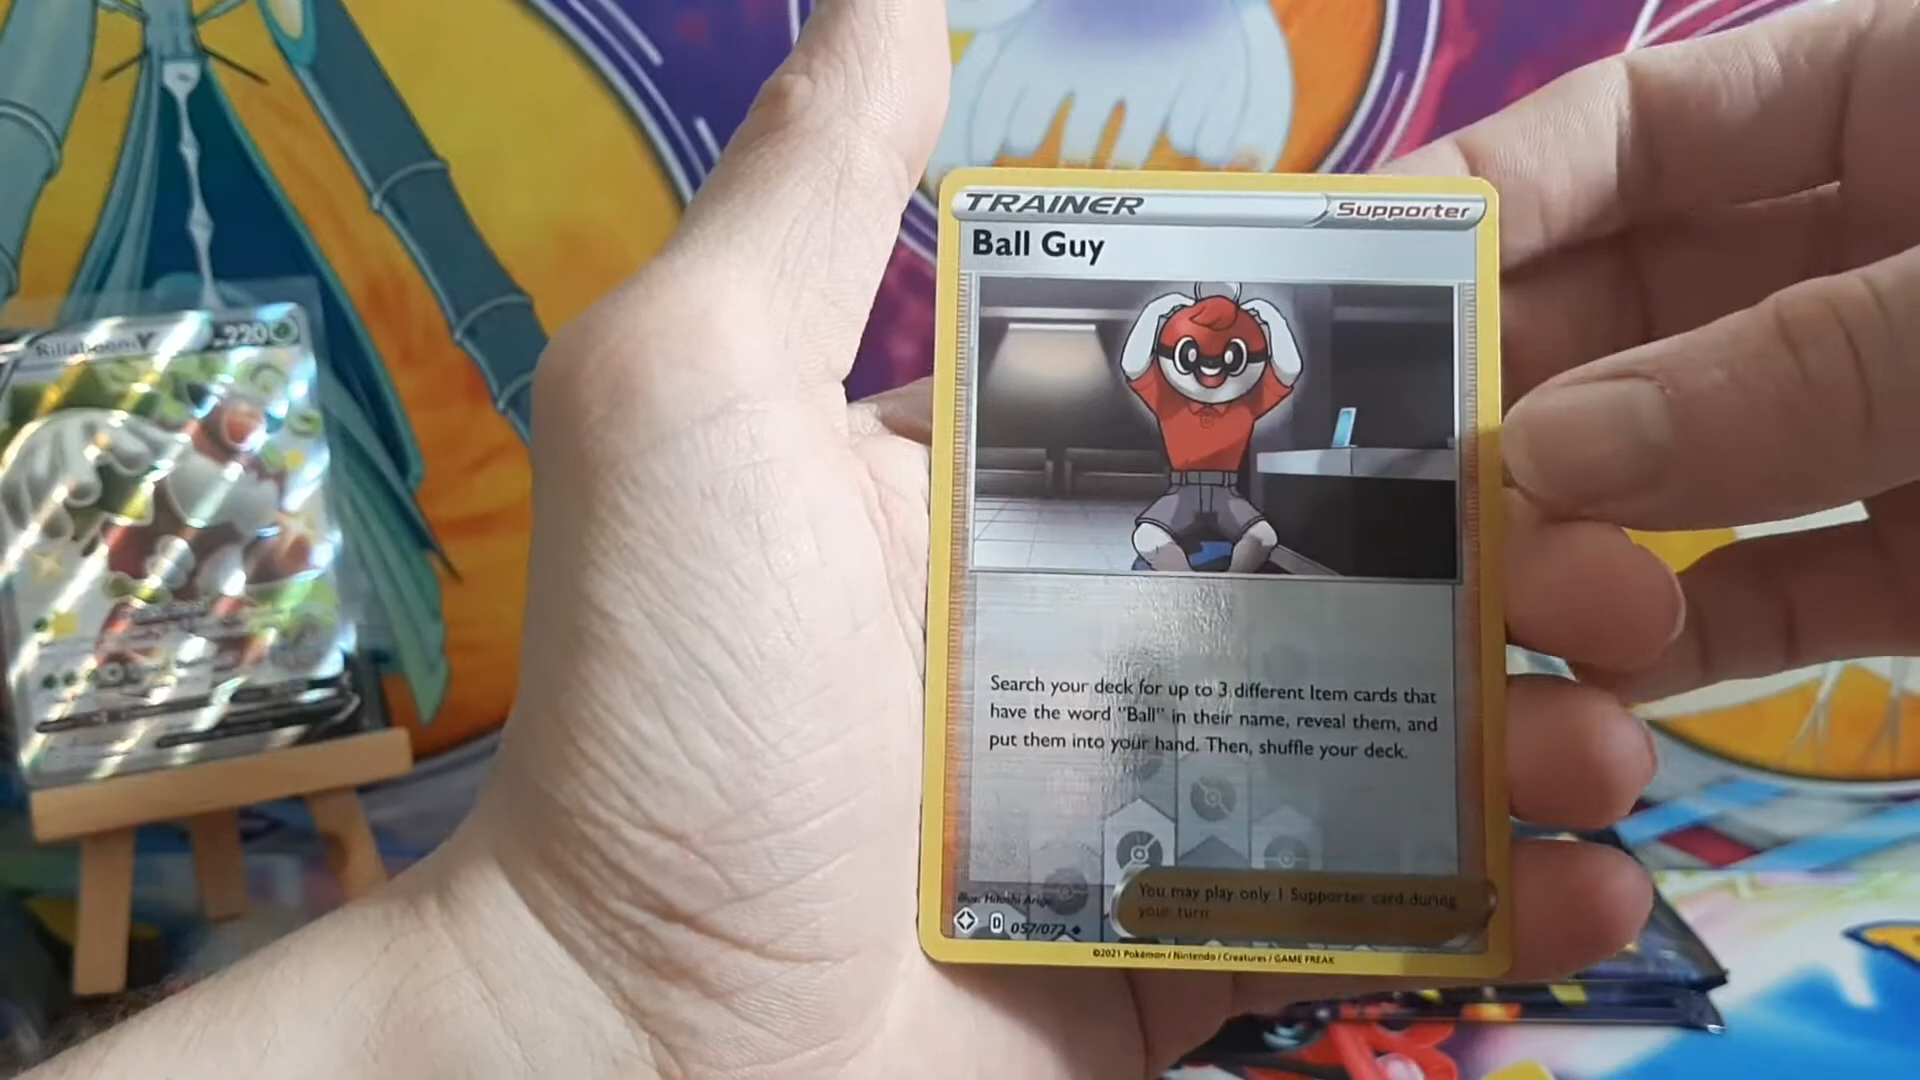 TRAINER
Supporter
Ball Guy
Search your deck for up to 3 different Item cards that
have the word "Ball" in their name, reveal them, and
put them into your hand. Then, shuffle your deck.
You may play only 1 Supporter card during
your turn.
Illus. Hitoshi Ariga
D 057/072
©2021 Pokémon / Nintendo / Creatures / GAME FREAK
Rillaboom V
220